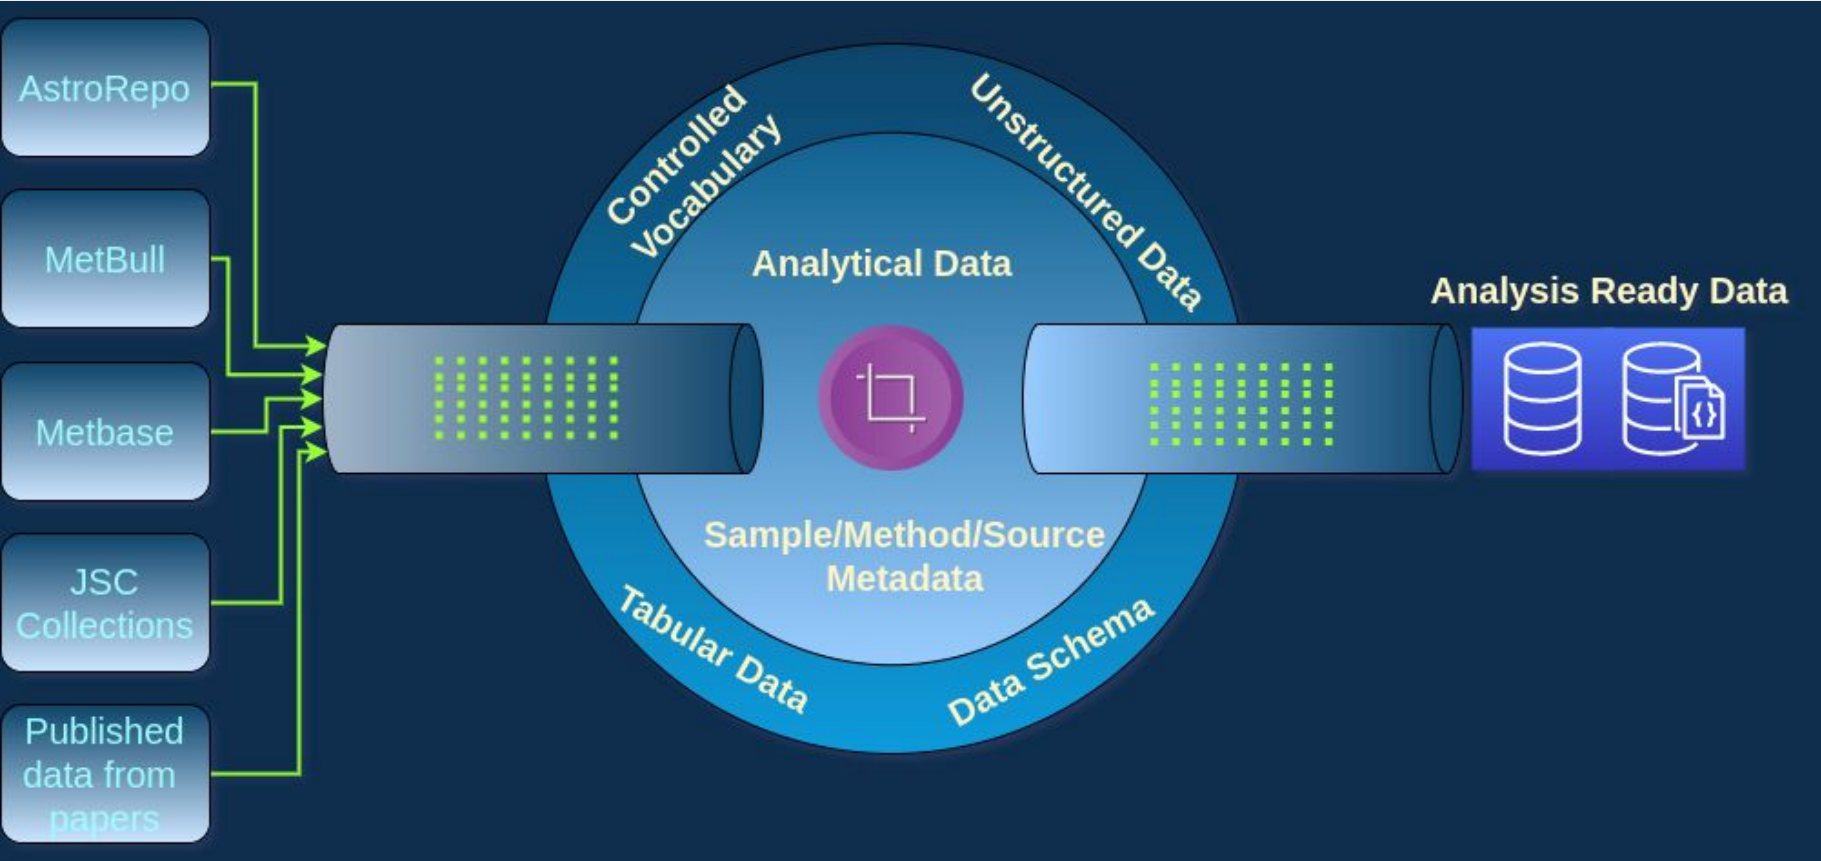 AstroRepo
MetBull
Metbase
JSC
Collections
Published
data from
papers
Controlled
Vocabulary
Unstructured Data
Analytical Data
Sample/Method/Source
Metadata
Tabular Data
Data Schema
Analysis Ready Data
{}